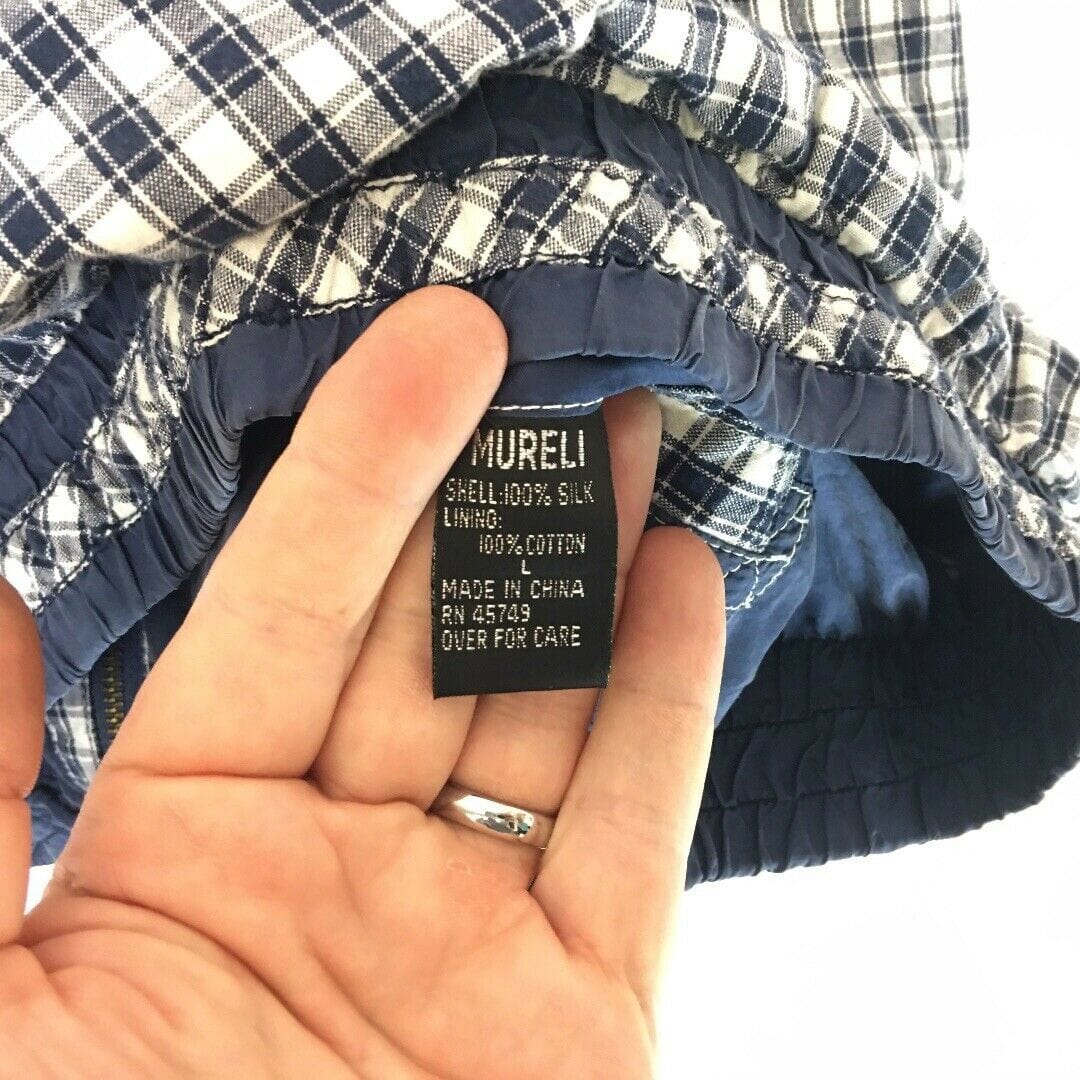 MURELI
SHELL:100% SILK
LINING:
100% COTTON
L
MADE IN CHINA
RN 45749
OVER FOR CARE